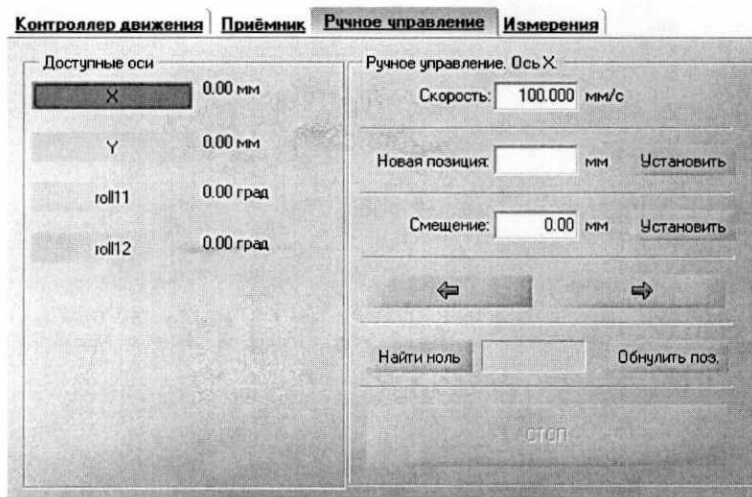 Контроллер движения Приёмник Ручное управление Измерения
Доступные оси
X 0.00 мм
Y 0.00 мм
roll11 0.00 град
roll12 0.00 град
Ручное управление. Ось X
Скорость: 100.000 мм/с
Новая позиция: мм Установить
Смещение: 0.00 мм Установить
Найти ноль Обнулить поз.
СТОП